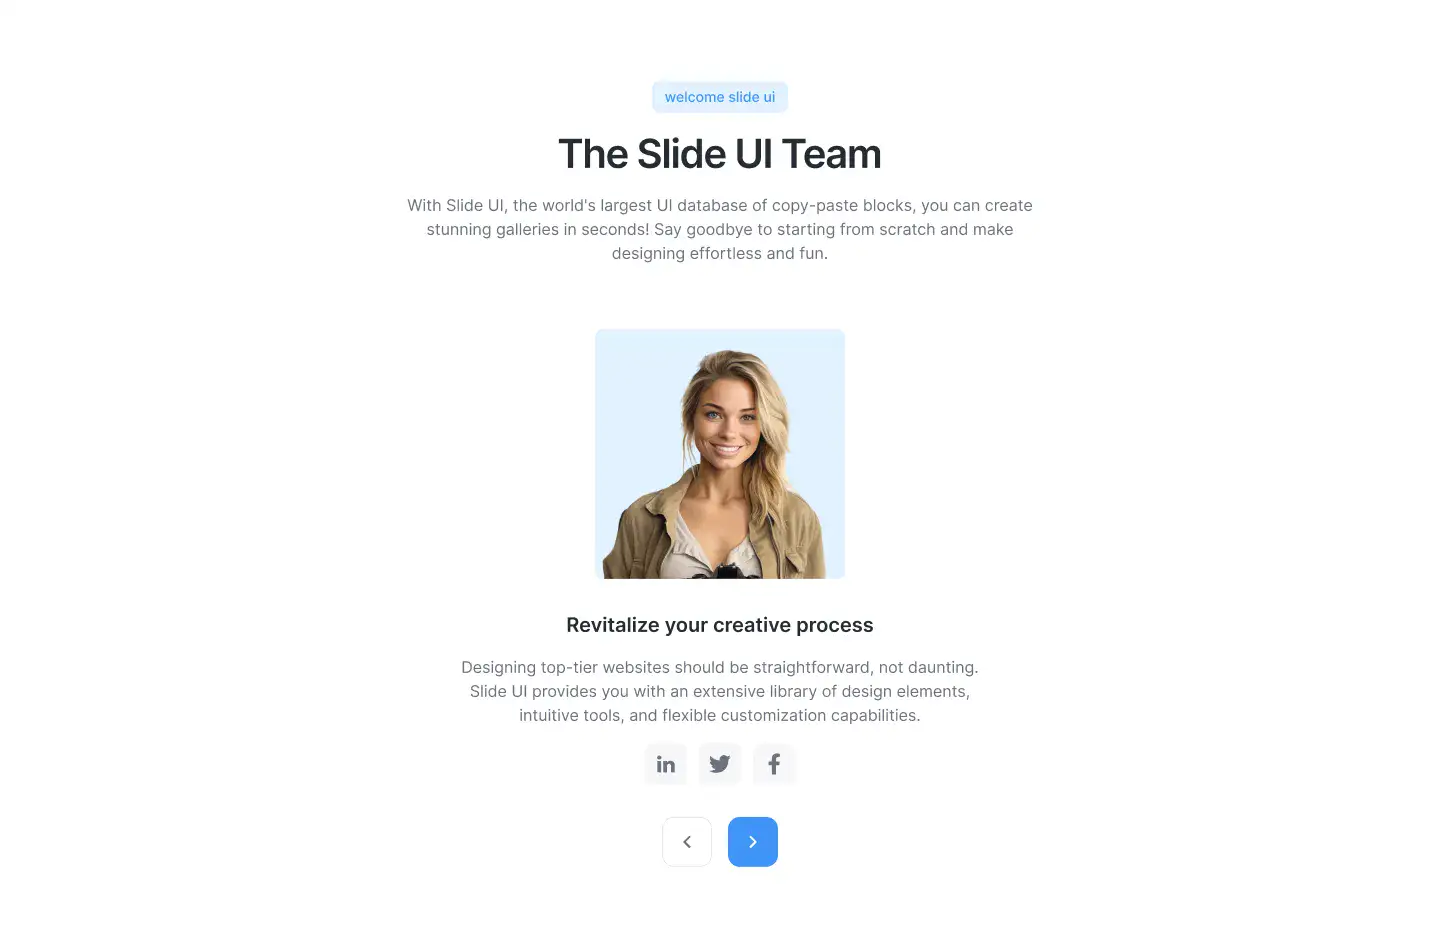 welcome slide ui
The Slide UI Team
With Slide UI, the world's largest UI database of copy-paste blocks, you can create
stunning galleries in seconds! Say goodbye to starting from scratch and make
designing effortless and fun.
Revitalize your creative process
Designing top-tier websites should be straightforward, not daunting.
Slide UI provides you with an extensive library of design elements,
intuitive tools, and flexible customization capabilities.
in